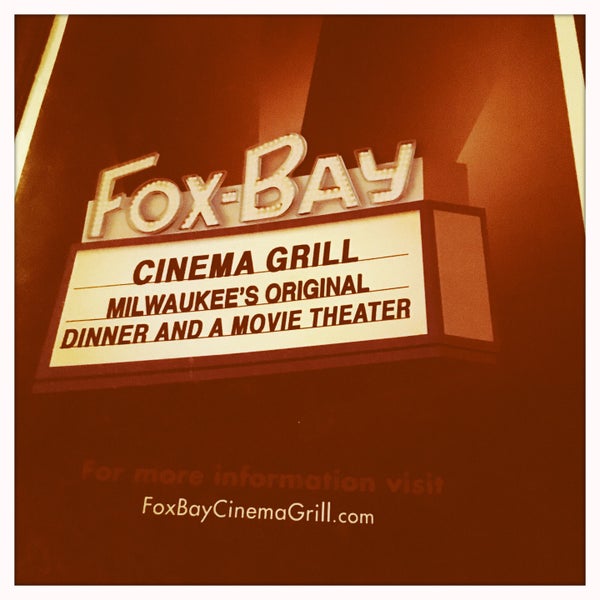 FOX-BAY
CINEMA GRILL
MILWAUKEE'S ORIGINAL
DINNER AND A MOVIE THEATER
For more information visit
FoxBayCinemaGrill.com